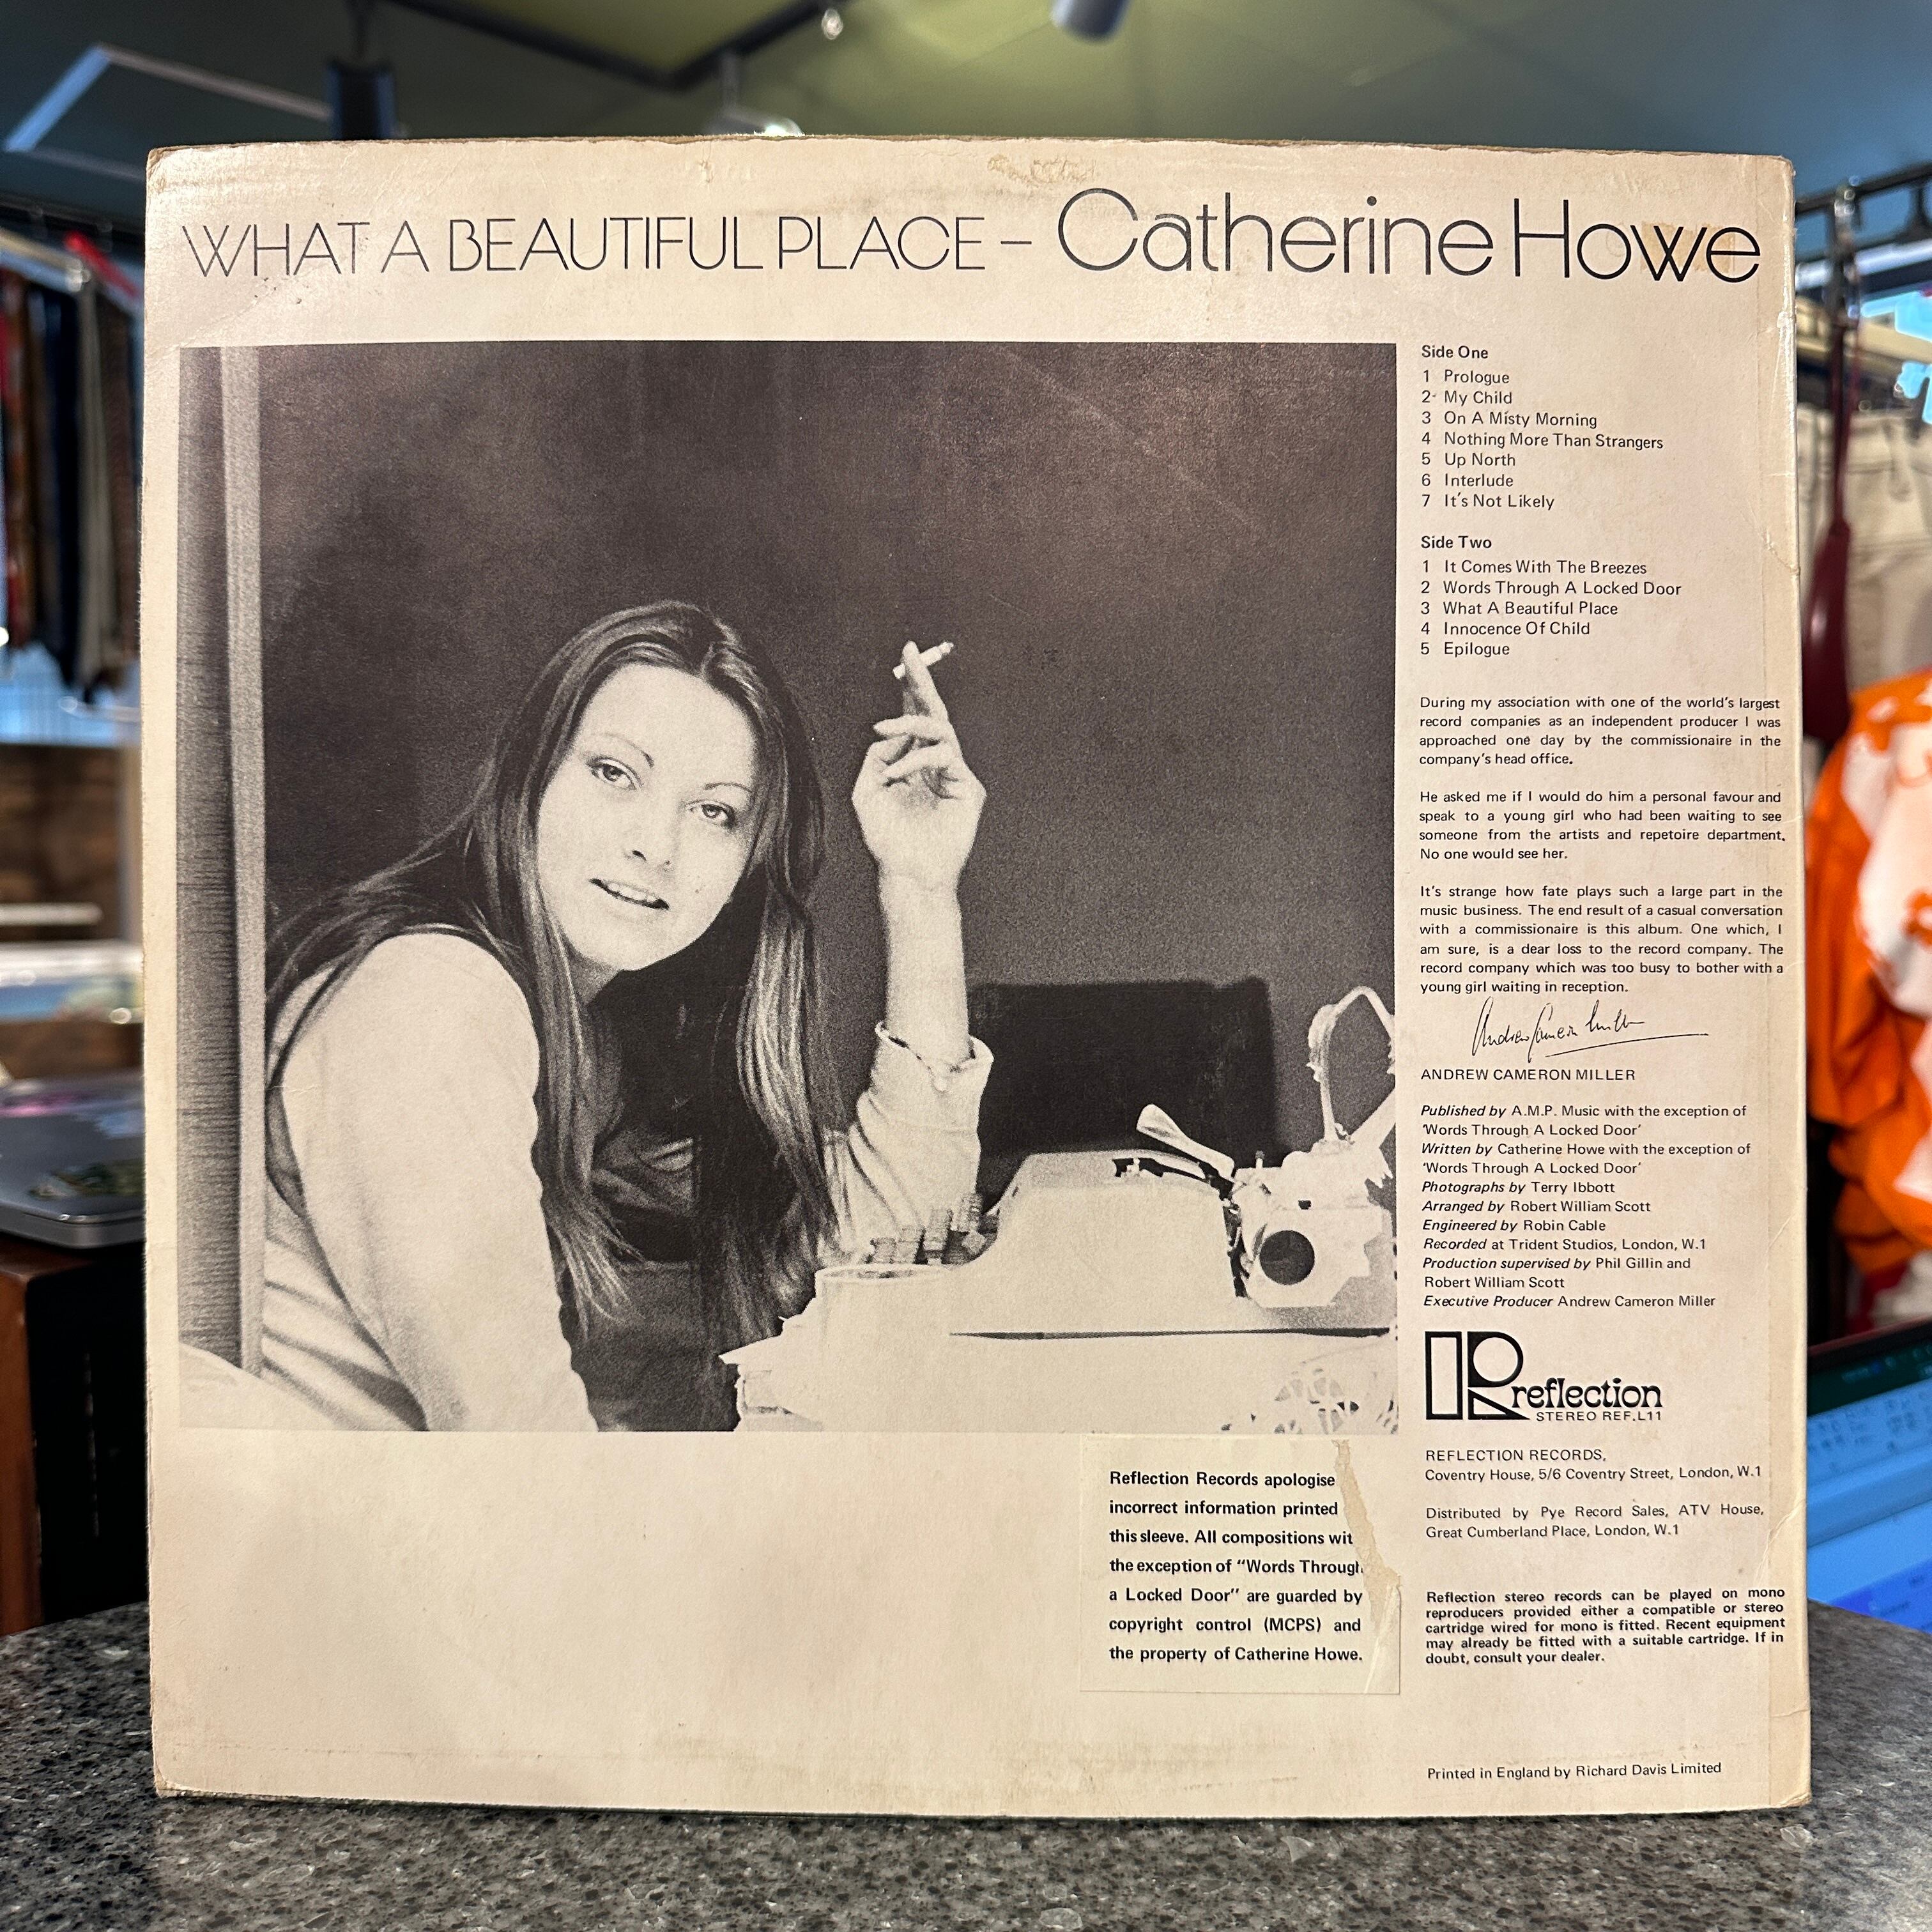 WHAT A BEAUTIFUL PLACE – Catherine Howe
Side One
1 Prologue
2 My Child
3 On A Misty Morning
4 Nothing More Than Strangers
5 Up North
6 Interlude
7 It's Not Likely
Side Two
1 It Comes With The Breezes
2 Words Through A Locked Door
3 What A Beautiful Place
4 Innocence Of Child
5 Epilogue
During my association with one of the world's largest
record companies as an independent producer I was
approached one day by the commissionaire in the
company's head office.
He asked me if I would do him a personal favour and
speak to a young girl who had been waiting to see
someone from the artists and repetoire department.
No one would see her.
It's strange how fate plays such a large part in the
music business. The end result of a casual conversation
with a commissionaire is this album. One which, I
am sure, is a dear loss to the record company. The
record company which was too busy to bother with a
young girl waiting in reception.
ANDREW CAMERON MILLER
Published by A.M.P. Music with the exception of
'Words Through A Locked Door'
Written by Catherine Howe with the exception of
'Words Through A Locked Door'
Photographs by Terry Ibbott
Arranged by Robert William Scott
Engineered by Robin Cable
Recorded at Trident Studios, London, W.1
Production supervised by Phil Gillin and
Robert William Scott
Executive Producer Andrew Cameron Miller
R reflection
STEREO REF.L11
REFLECTION RECORDS,
Coventry House, 5/6 Coventry Street, London, W.1
Distributed by Pye Record Sales, ATV House,
Great Cumberland Place, London, W.1
Reflection stereo records can be played on mono
reproducers provided either a compatible or stereo
cartridge wired for mono is fitted. Recent equipment
may already be fitted with a suitable cartridge. If in
doubt, consult your dealer.
Printed in England by Richard Davis Limited
Reflection Records apologise
incorrect information printed
this sleeve. All compositions wit
the exception of "Words Through
a Locked Door" are guarded by
copyright control (MCPS) and
the property of Catherine Howe.